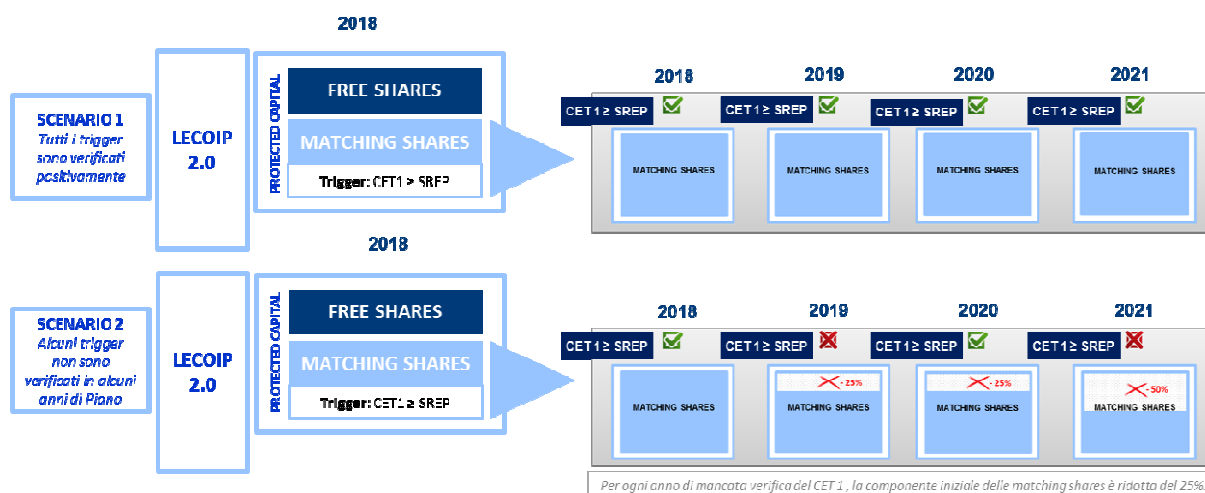 2018
SCENARIO 1
Tutti i trigger
sono verificati
positivamente
LECOIP
2.0
PROTECTED CAPITAL
FREE SHARES
MATCHING SHARES
Trigger: CET1 ≥ SREP
2018
2019
2020
2021
CET1 ≥ SREP
CET1 ≥ SREP
CET1 ≥ SREP
CET1 ≥ SREP
MATCHING SHARES
MATCHING SHARES
MATCHING SHARES
MATCHING SHARES
2018
SCENARIO 2
Alcuni trigger
non sono
verificati in alcuni
anni di Piano
LECOIP
2.0
PROTECTED CAPITAL
FREE SHARES
MATCHING SHARES
Trigger: CET1 ≥ SREP
2018
2019
2020
2021
CET1 ≥ SREP
CET1 ≥ SREP
CET1 ≥ SREP
CET1 ≥ SREP
- 25%
- 25%
- 50%
MATCHING SHARES
MATCHING SHARES
MATCHING SHARES
MATCHING SHARES
Per ogni anno di mancata verifica del CET 1 , la componente iniziale delle matching shares è ridotta del 25%.